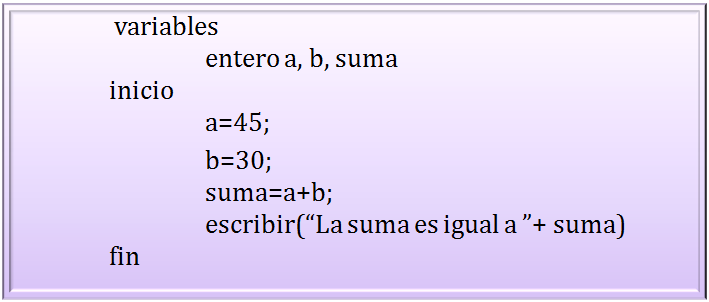 variables
entero a, b, suma
inicio
a=45;
b=30;
suma=a+b;
escribir(“La suma es igual a ”+ suma)
fin